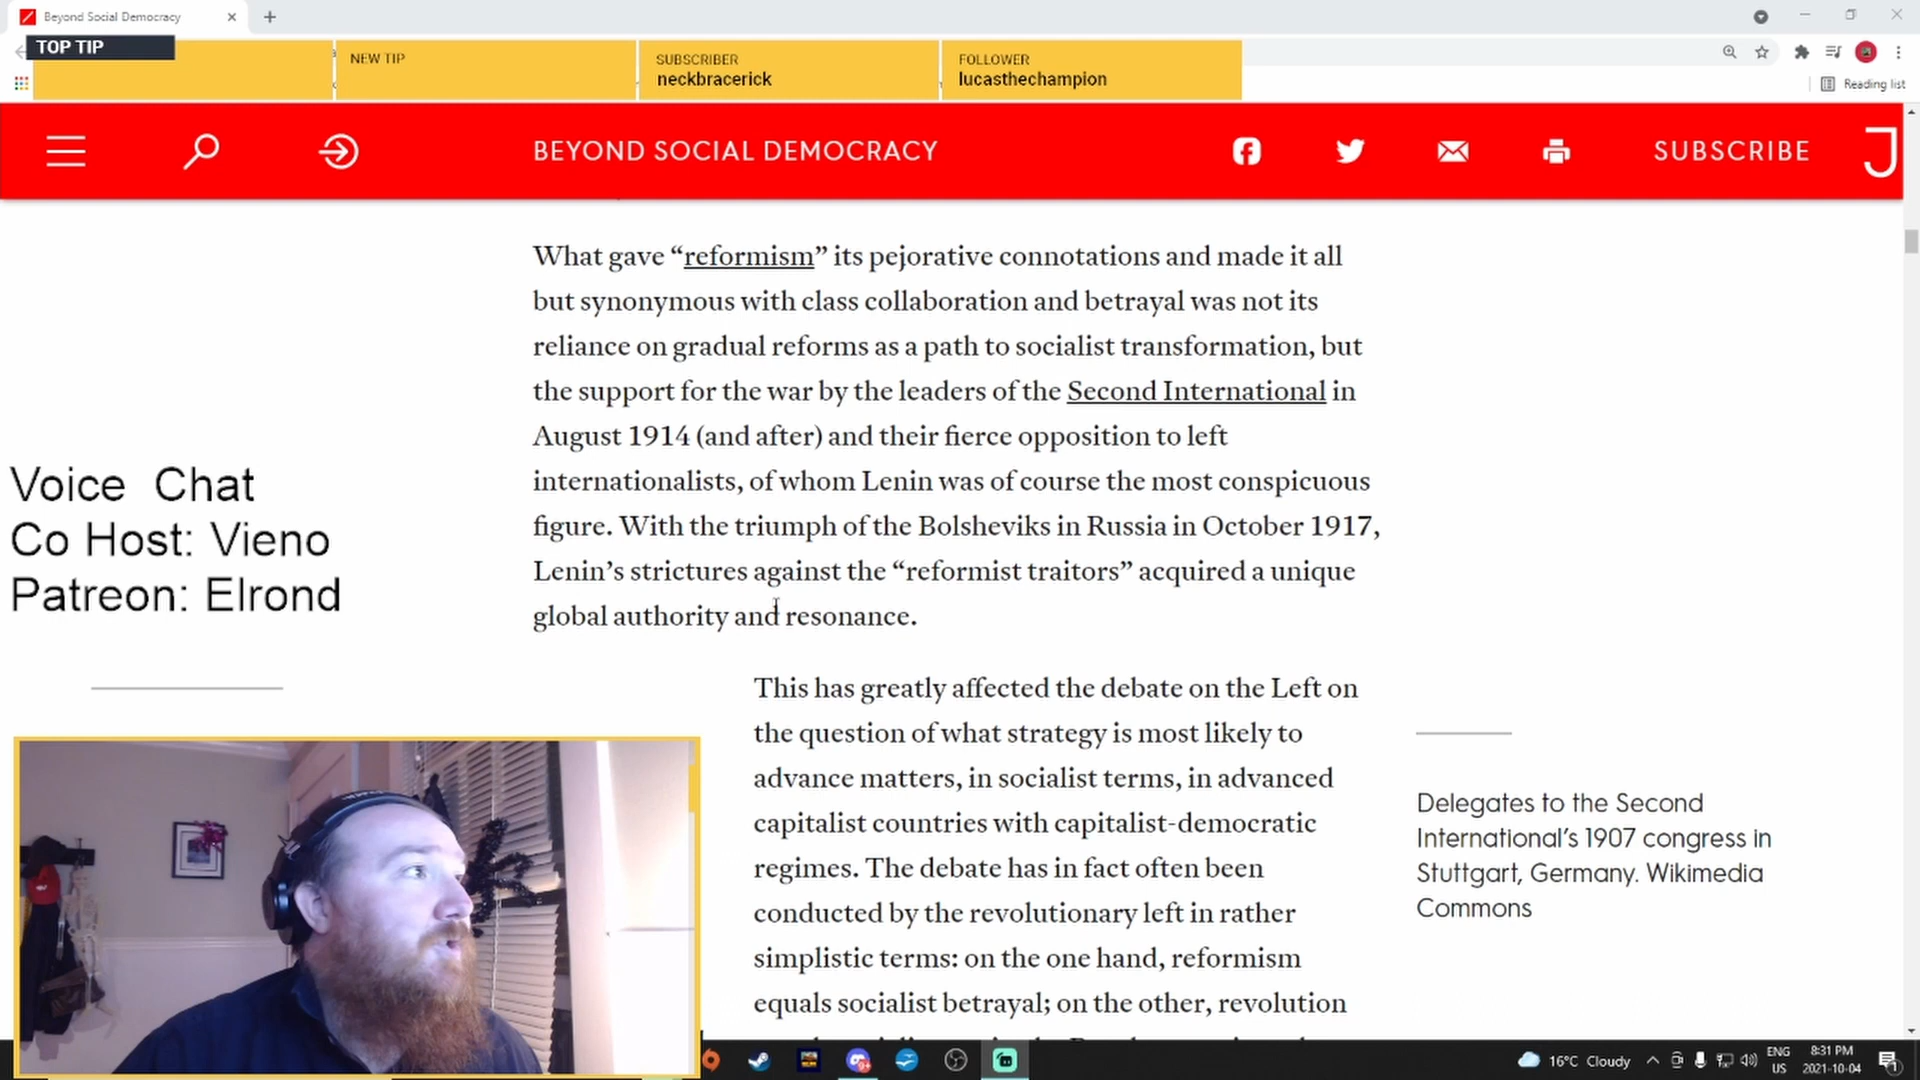 Beyond Social Democracy
TOP TIP
NEW TIP
SUBSCRIBER
neckbracerick
FOLLOWER
lucasthechampion
Reading list
BEYOND SOCIAL DEMOCRACY
SUBSCRIBE
J
What gave “reformism” its pejorative connotations and made it all
but synonymous with class collaboration and betrayal was not its
reliance on gradual reforms as a path to socialist transformation, but
the support for the war by the leaders of the Second International in
August 1914 (and after) and their fierce opposition to left
internationalists, of whom Lenin was of course the most conspicuous
figure. With the triumph of the Bolsheviks in Russia in October 1917,
Lenin’s strictures against the “reformist traitors” acquired a unique
global authority and resonance.
Voice Chat
Co Host: Vieno
Patreon: Elrond
This has greatly affected the debate on the Left on
the question of what strategy is most likely to
advance matters, in socialist terms, in advanced
capitalist countries with capitalist-democratic
regimes. The debate has in fact often been
conducted by the revolutionary left in rather
simplistic terms: on the one hand, reformism
equals socialist betrayal; on the other, revolution
Delegates to the Second
International’s 1907 congress in
Stuttgart, Germany. Wikimedia
Commons
16°C Cloudy
ENG
US
8:31 PM
2021-10-04